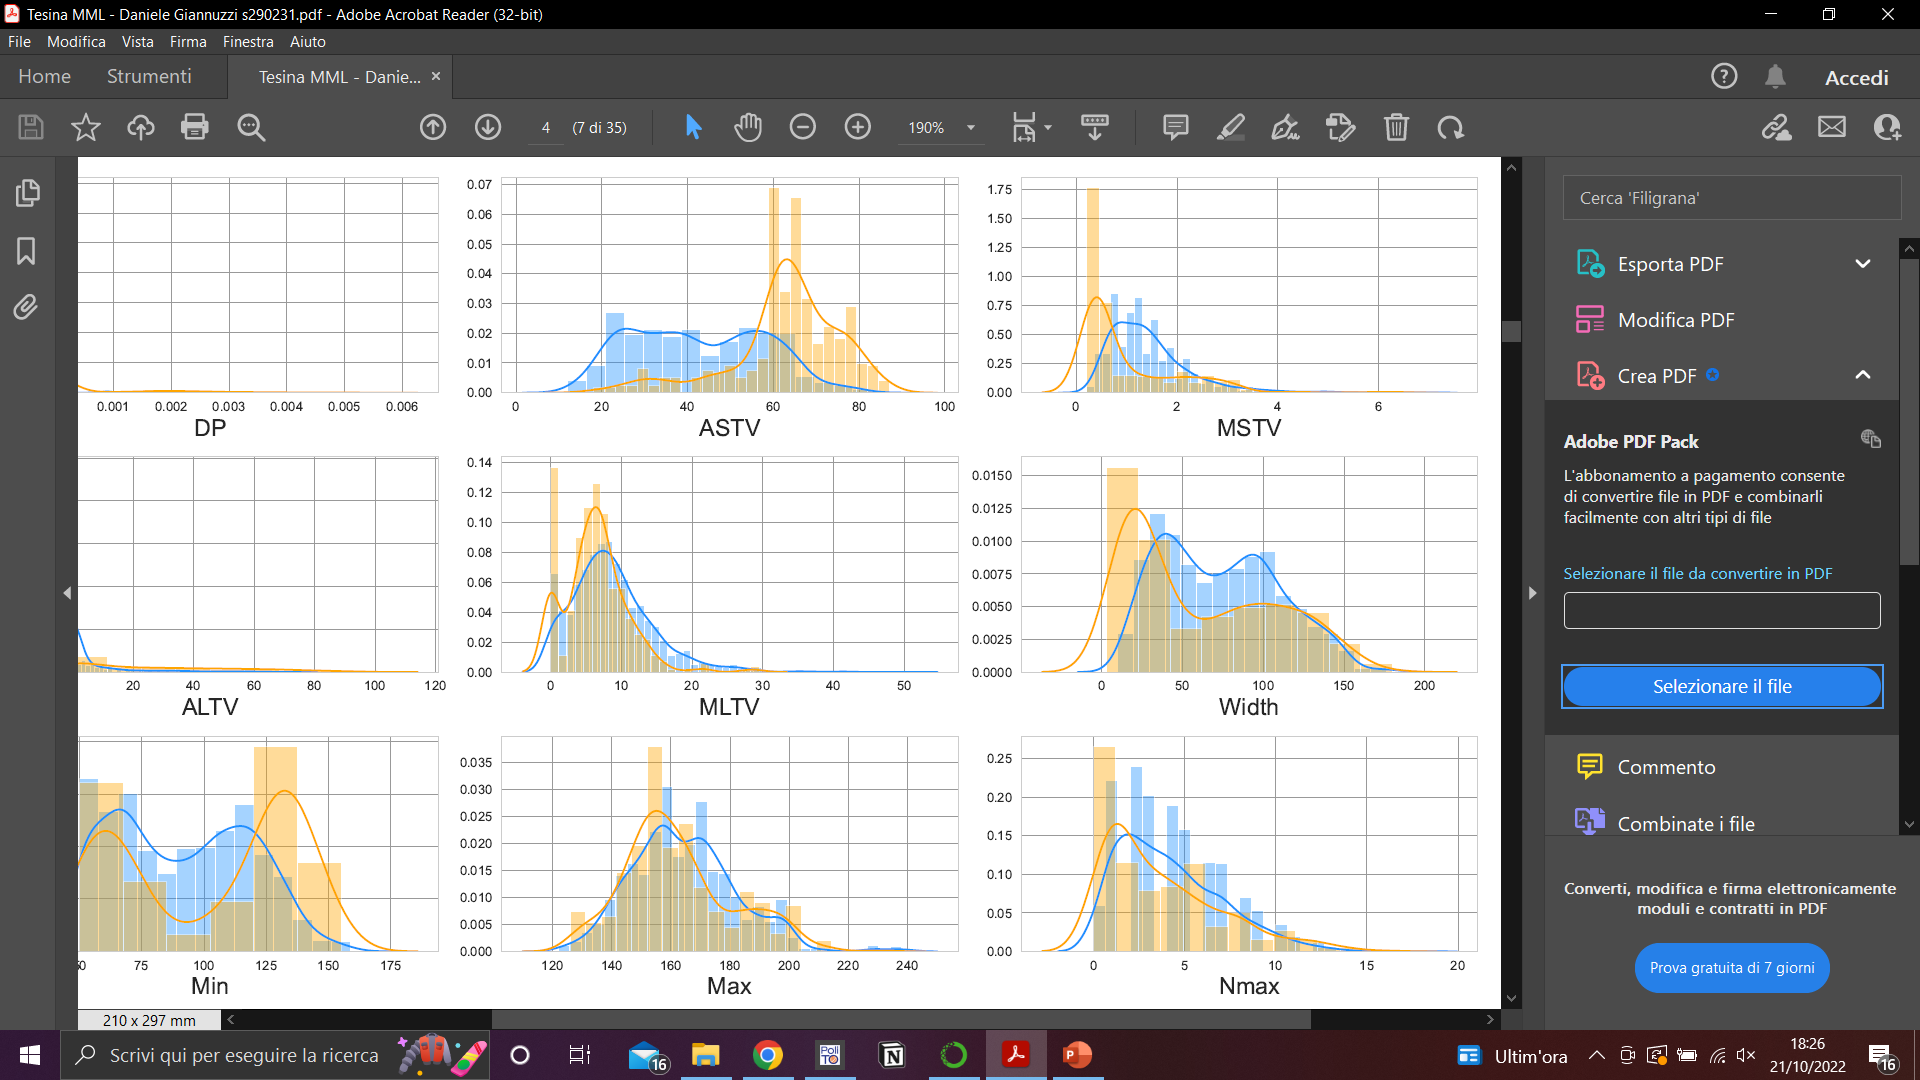 Tesina MML - Daniele Giannuzzi s290231.pdf - Adobe Acrobat Reader (32-bit)
File Modifica Vista Firma Finestra Aiuto
Home Strumenti Tesina MML - Danie... × Accedi
4 (7 di 35) 190%
0.001 0.002 0.003 0.004 0.005 0.006
DP
0.07
0.06
0.05
0.04
0.03
0.02
0.01
0.00
0 20 40 60 80 100
ASTV
1.75
1.50
1.25
1.00
0.75
0.50
0.25
0.00
0 2 4 6
MSTV
20 40 60 80 100 120
ALTV
0.14
0.12
0.10
0.08
0.06
0.04
0.02
0.00
0 10 20 30 40 50
MLTV
0.0150
0.0125
0.0100
0.0075
0.0050
0.0025
0.0000
0 50 100 150 200
Width
75 100 125 150 175
Min
0.035
0.030
0.025
0.020
0.015
0.010
0.005
0.000
120 140 160 180 200 220 240
Max
0.25
0.20
0.15
0.10
0.05
0.00
0 5 10 15 20
Nmax
210 x 297 mm
Cerca 'Filigrana'
Esporta PDF
Modifica PDF
Crea PDF
Adobe PDF Pack
L'abbonamento a pagamento consente
di convertire file in PDF e combinarli
facilmente con altri tipi di file
Selezionare il file da convertire in PDF
Selezionare il file
Commento
Combinate i file
Converti, modifica e firma elettronicamente
moduli e contratti in PDF
Prova gratuita di 7 giorni
Scrivi qui per eseguire la ricerca
16
Poli
TO
Ultim'ora
18:26
21/10/2022
16